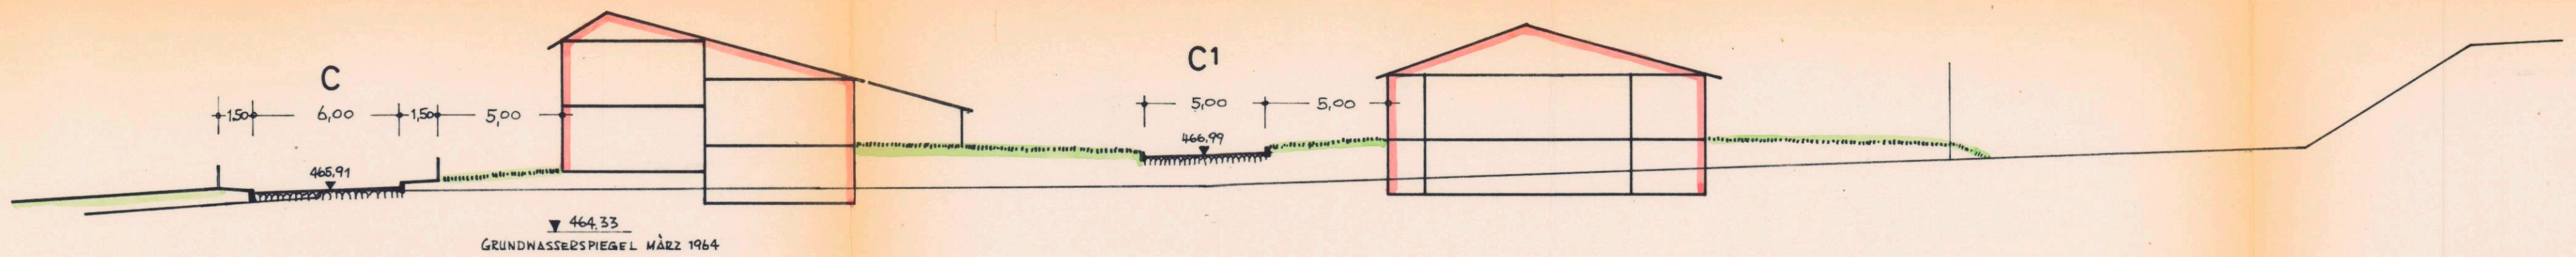 C
1.50 6,00 1,50 5,00
465,91
464,33
GRUNDWASSERSPIEGEL MÄRZ 1964
C1
5,00 5,00
466,99